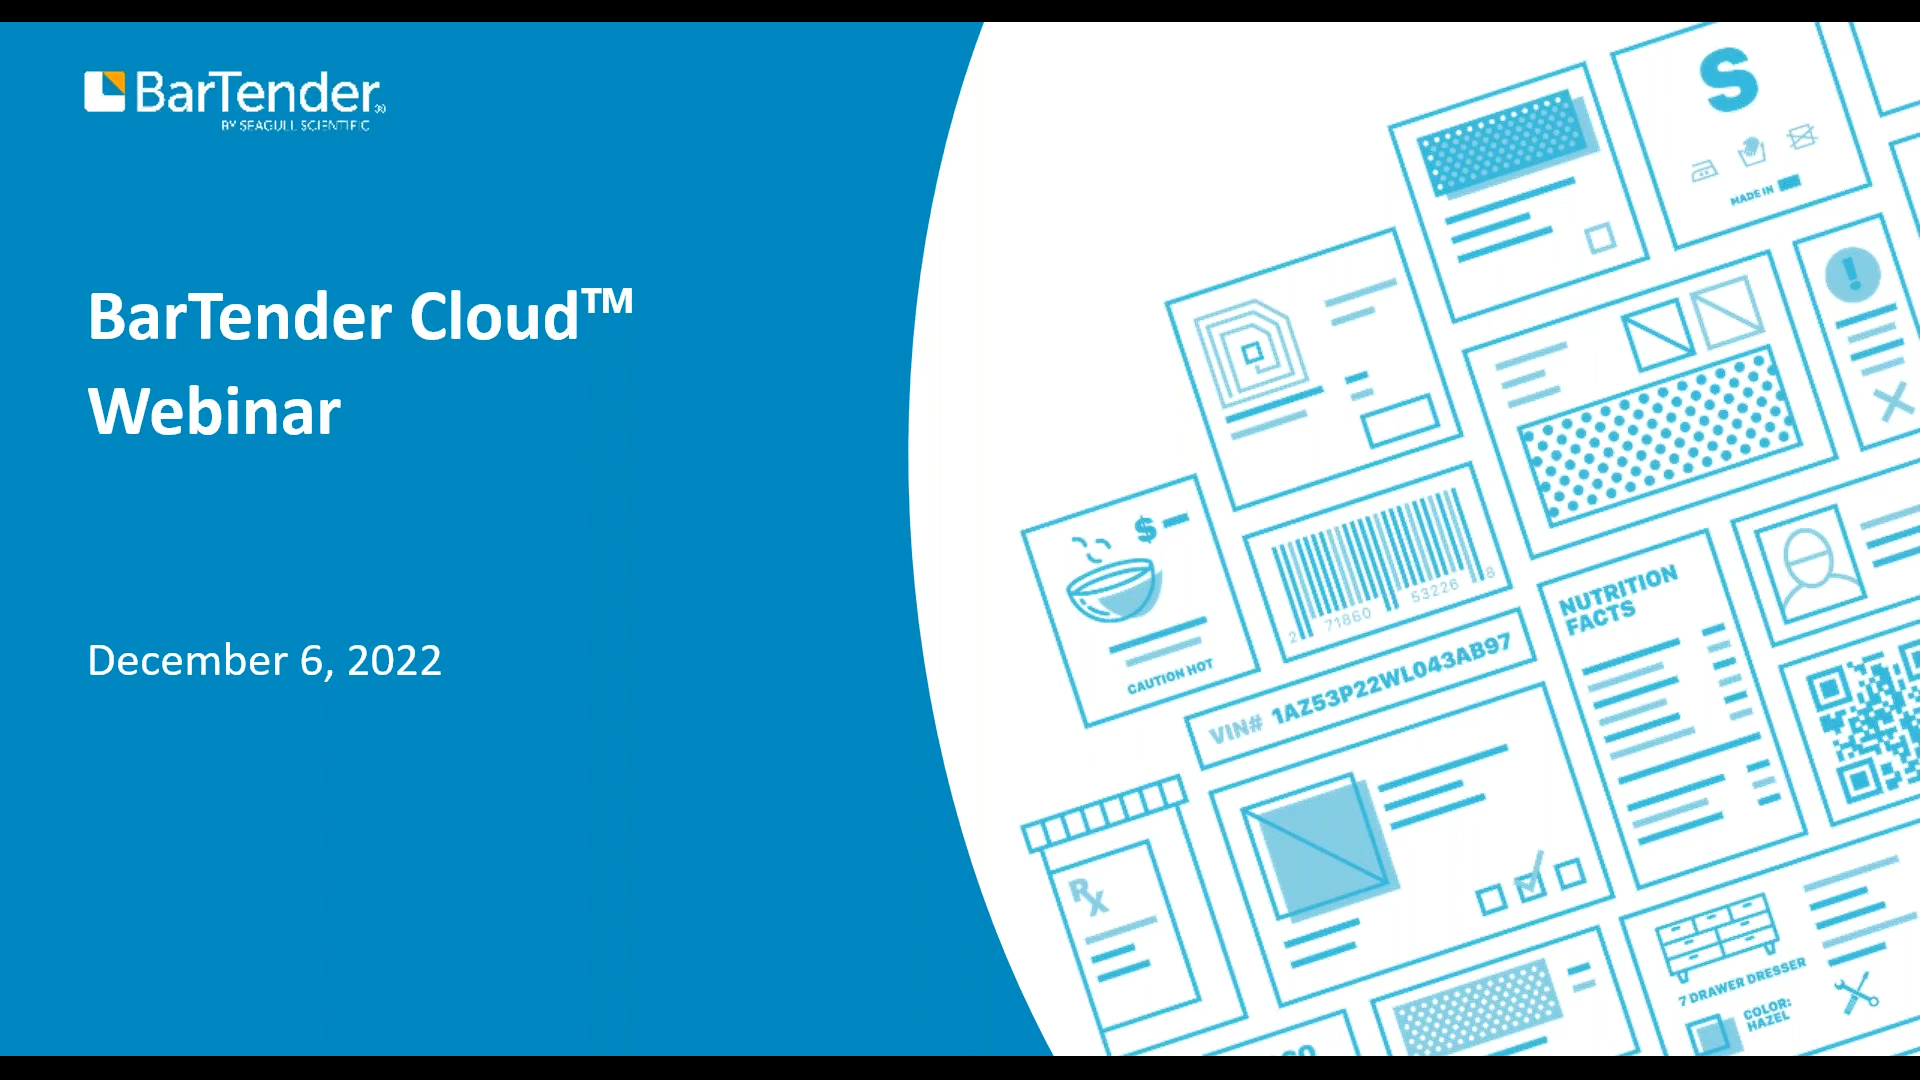 BarTender®
BY SEAGULL SCIENTIFIC
BarTender Cloud™
Webinar
December 6, 2022
S
MADE IN
!
$
CAUTION HOT
2 71860 53226 8
VIN# 1AZ53P22WL043AB97
NUTRITION
FACTS
Rx
7 DRAWER DRESSER
COLOR:
HAZEL